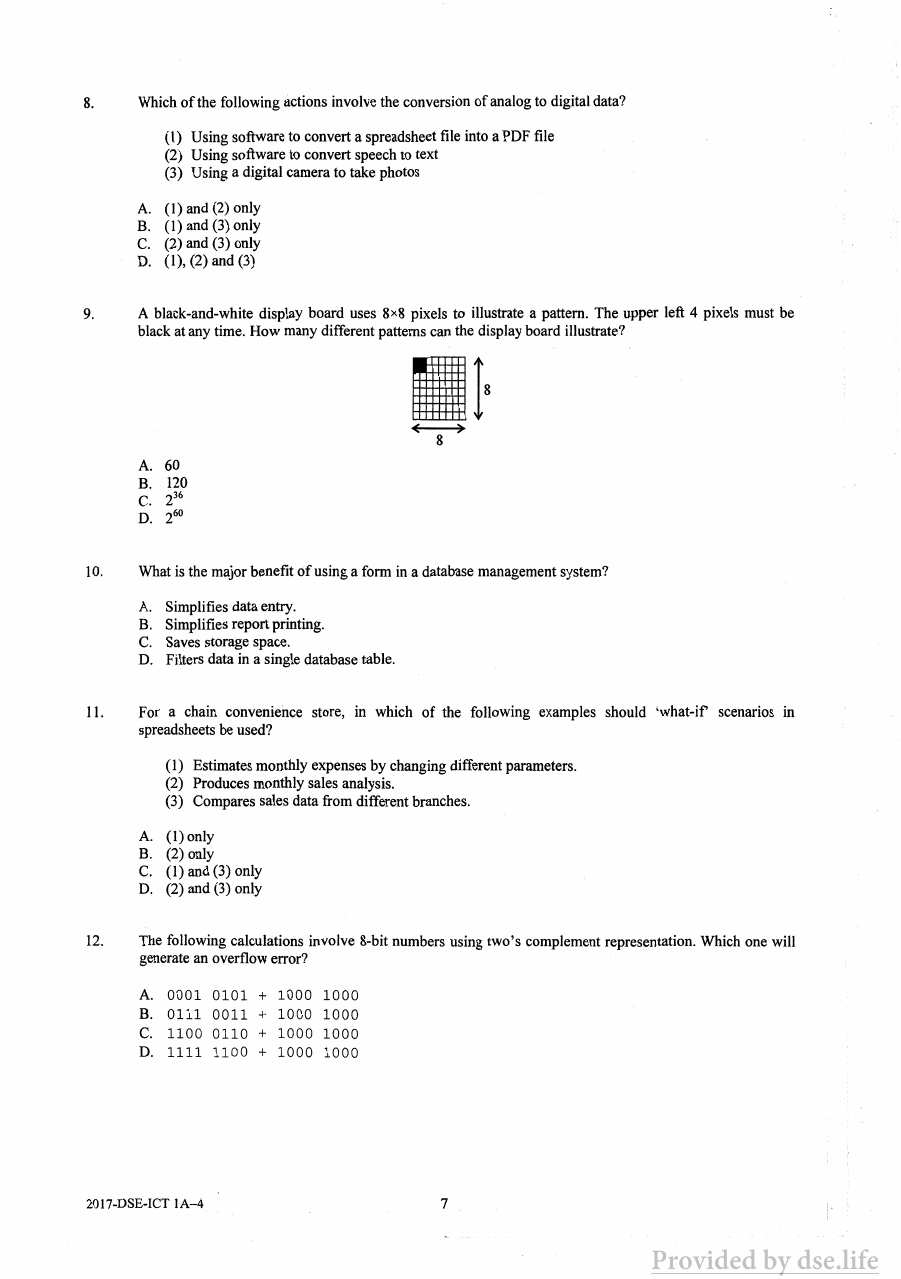 8. Which of the following actions involve the conversion of analog to digital data?
(1) Using software to convert a spreadsheet file into a PDF file
(2) Using software to convert speech to text
(3) Using a digital camera to take photos
A. (1) and (2) only
B. (1) and (3) only
C. (2) and (3) only
D. (1), (2) and (3)
9. A black-and-white display board uses 8×8 pixels to illustrate a pattern. The upper left 4 pixels must be
black at any time. How many different patterns can the display board illustrate?
8
8
A. 60
B. 120
C. 2³⁶
D. 2⁶⁰
10. What is the major benefit of using a form in a database management system?
A. Simplifies data entry.
B. Simplifies report printing.
C. Saves storage space.
D. Filters data in a single database table.
11. For a chain convenience store, in which of the following examples should 'what-if' scenarios in
spreadsheets be used?
(1) Estimates monthly expenses by changing different parameters.
(2) Produces monthly sales analysis.
(3) Compares sales data from different branches.
A. (1) only
B. (2) only
C. (1) and (3) only
D. (2) and (3) only
12. The following calculations involve 8-bit numbers using two's complement representation. Which one will
generate an overflow error?
A. 0001 0101 + 1000 1000
B. 0111 0011 + 1000 1000
C. 1100 0110 + 1000 1000
D. 1111 1100 + 1000 1000
2017-DSE-ICT 1A–4
7
Provided by dse.life